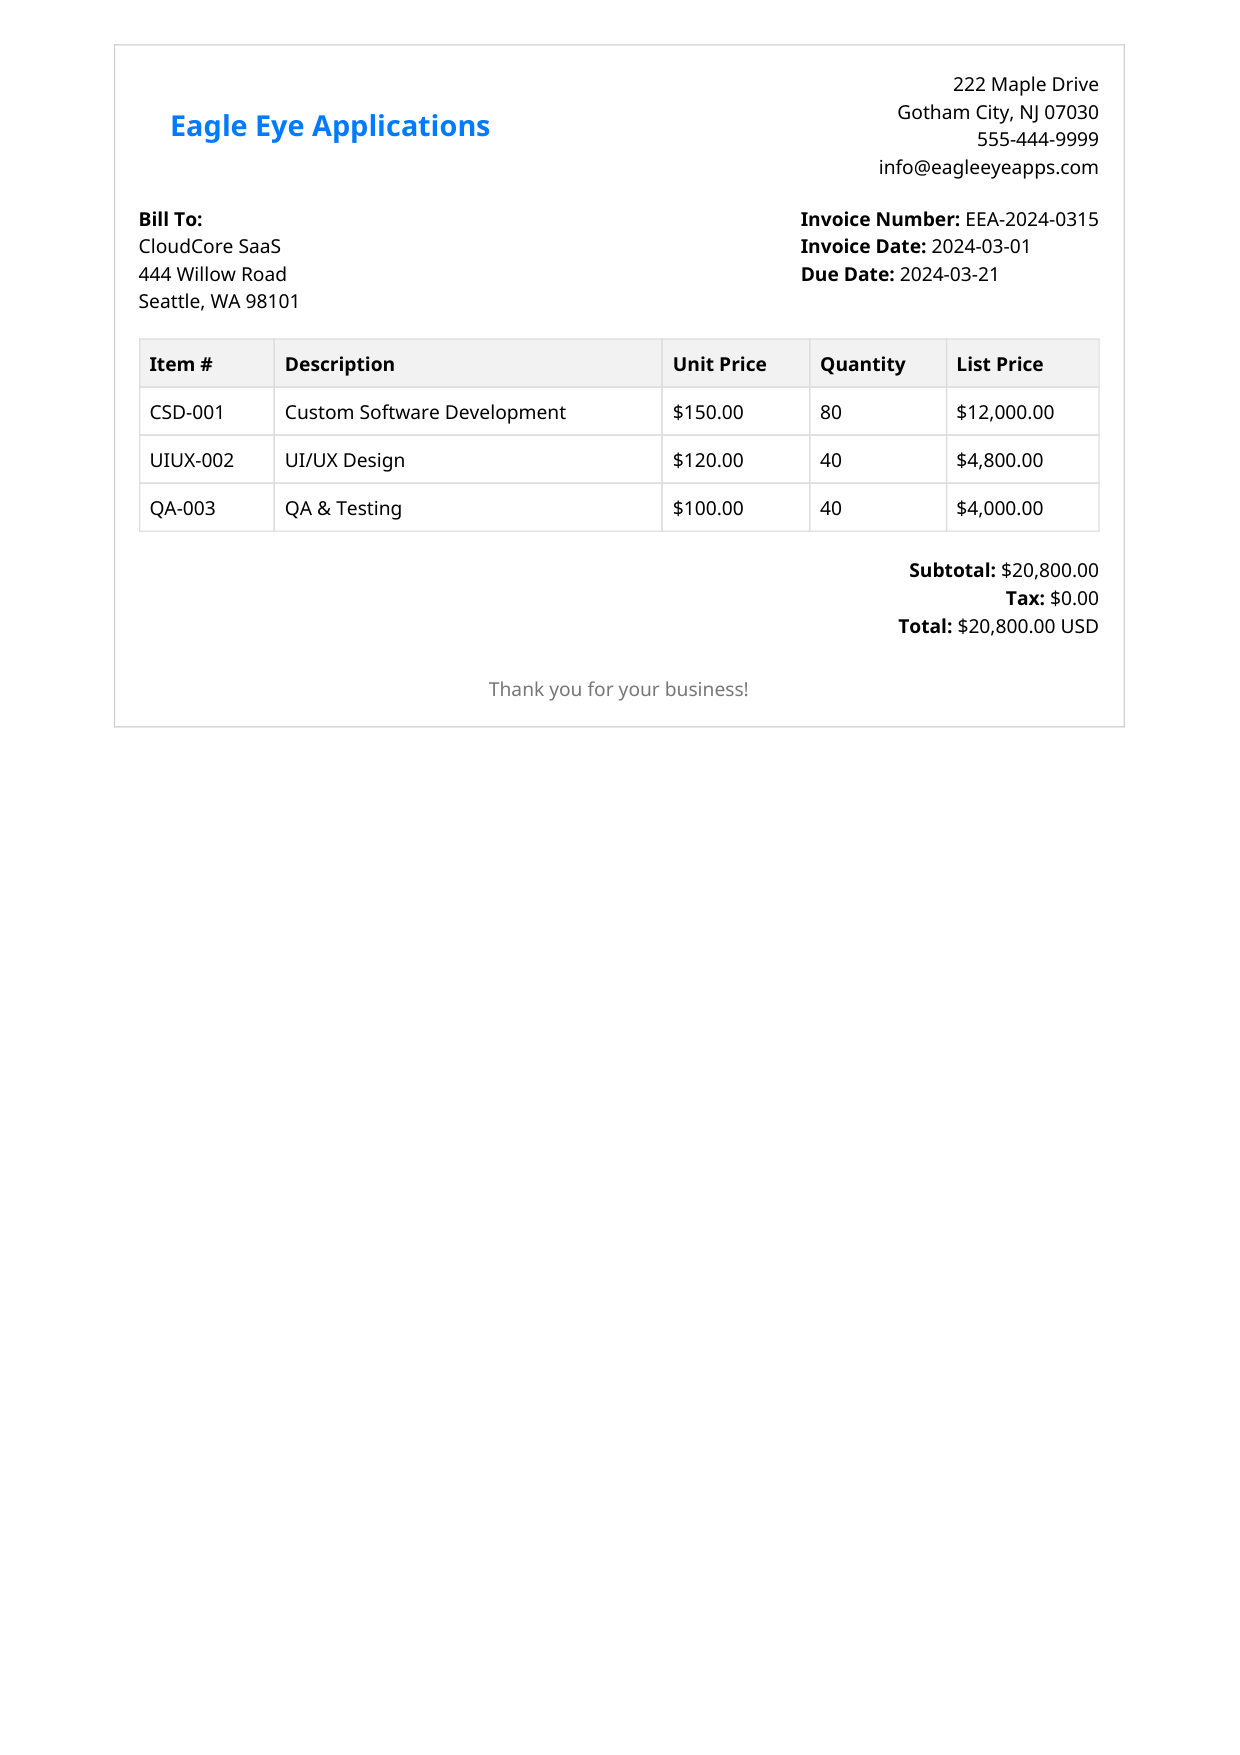 Eagle Eye Applications
222 Maple Drive
Gotham City, NJ 07030
555-444-9999
info@eagleeyeapps.com
Bill To:
CloudCore SaaS
444 Willow Road
Seattle, WA 98101
Invoice Number: EEA-2024-0315
Invoice Date: 2024-03-01
Due Date: 2024-03-21
Item # Description Unit Price Quantity List Price
CSD-001 Custom Software Development $150.00 80 $12,000.00
UIUX-002 UI/UX Design $120.00 40 $4,800.00
QA-003 QA & Testing $100.00 40 $4,000.00
Subtotal: $20,800.00
Tax: $0.00
Total: $20,800.00 USD
Thank you for your business!